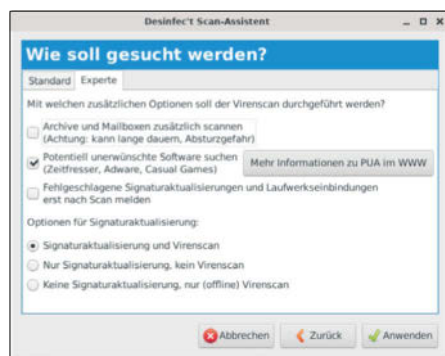 Desinfec't Scan-Assistent
Wie soll gesucht werden?
Standard Experte
Mit welchen zusätzlichen Optionen soll der Virenscan durchgeführt werden?
Archive und Mailboxen zusätzlich scannen
(Achtung: kann lange dauern, Absturzgefahr)
Potentiell unerwünschte Software suchen
(Zeitfresser, Adware, Casual Games)
Mehr Informationen zu PUA im WWW
Fehlgeschlagene Signaturaktualisierungen und Laufwerkseinbindungen
erst nach Scan melden
Optionen für Signaturaktualisierung:
Signaturaktualisierung und Virenscan
Nur Signaturaktualisierung, kein Virenscan
Keine Signaturaktualisierung, nur (offline) Virenscan
Abbrechen Zurück Anwenden